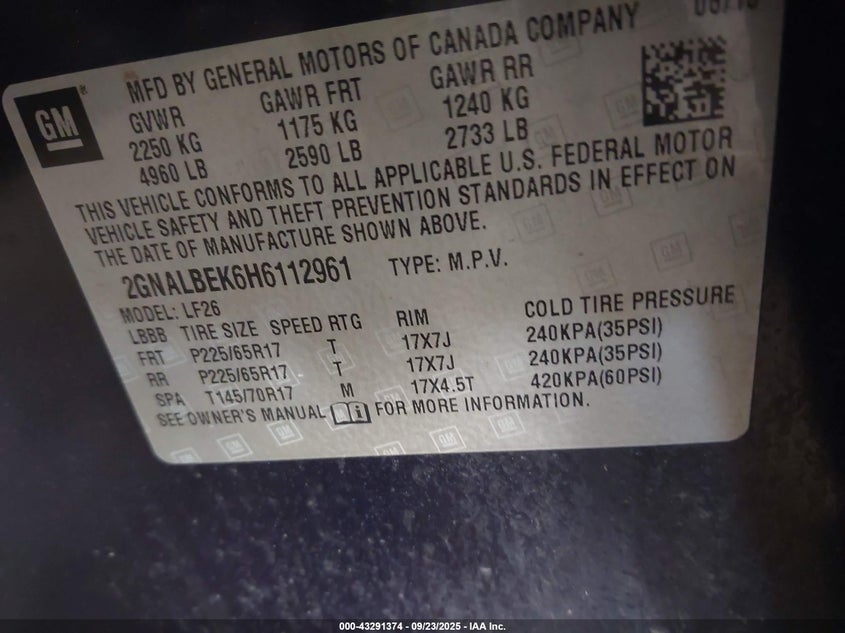 MFD BY GENERAL MOTORS OF CANADA COMPANY
GM
GVWR GAWR FRT GAWR RR
2250 KG 1175 KG 1240 KG
4960 LB 2590 LB 2733 LB
THIS VEHICLE CONFORMS TO ALL APPLICABLE U.S. FEDERAL MOTOR
VEHICLE SAFETY AND THEFT PREVENTION STANDARDS IN EFFECT ON
THE DATE OF MANUFACTURE SHOWN ABOVE.
2GNALBEK6H6112961 TYPE: M.P.V.
MODEL: LF26
LBBB TIRE SIZE SPEED RTG RIM COLD TIRE PRESSURE
FRT P225/65R17 T 17X7J 240KPA(35PSI)
RR P225/65R17 T 17X7J 240KPA(35PSI)
SPA T145/70R17 M 17X4.5T 420KPA(60PSI)
SEE OWNER'S MANUAL FOR MORE INFORMATION.
000-43291374 - 09/23/2025 - IAA Inc.